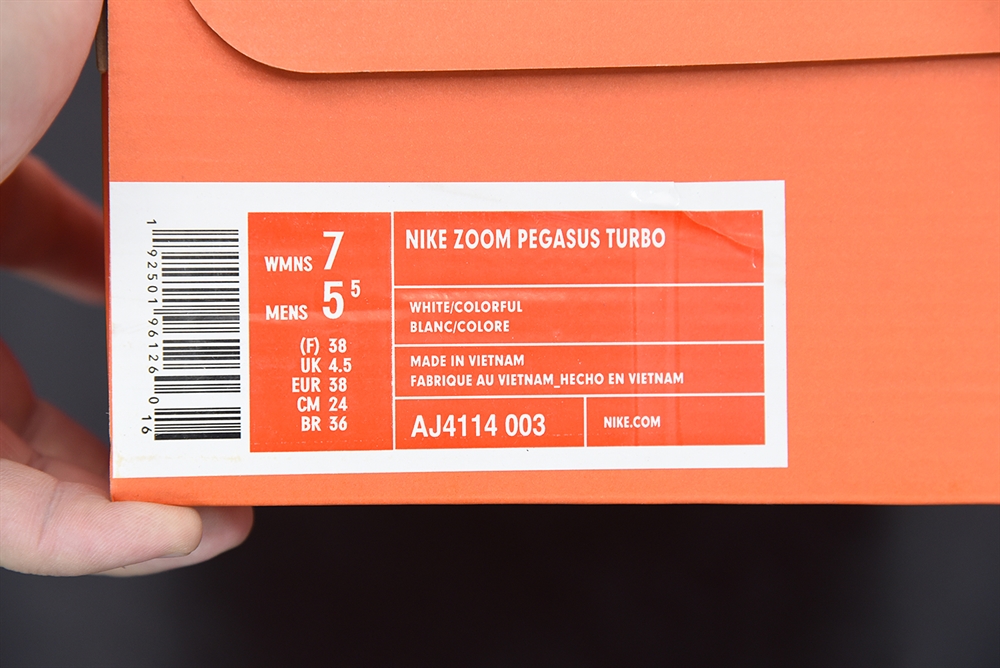 1 92501 96126 0 16
WMNS 7
MENS 5 5
(F) 38
UK 4.5
EUR 38
CM 24
BR 36
NIKE ZOOM PEGASUS TURBO
WHITE/COLORFUL
BLANC/COLORE
MADE IN VIETNAM
FABRIQUE AU VIETNAM_HECHO EN VIETNAM
AJ4114 003
NIKE.COM